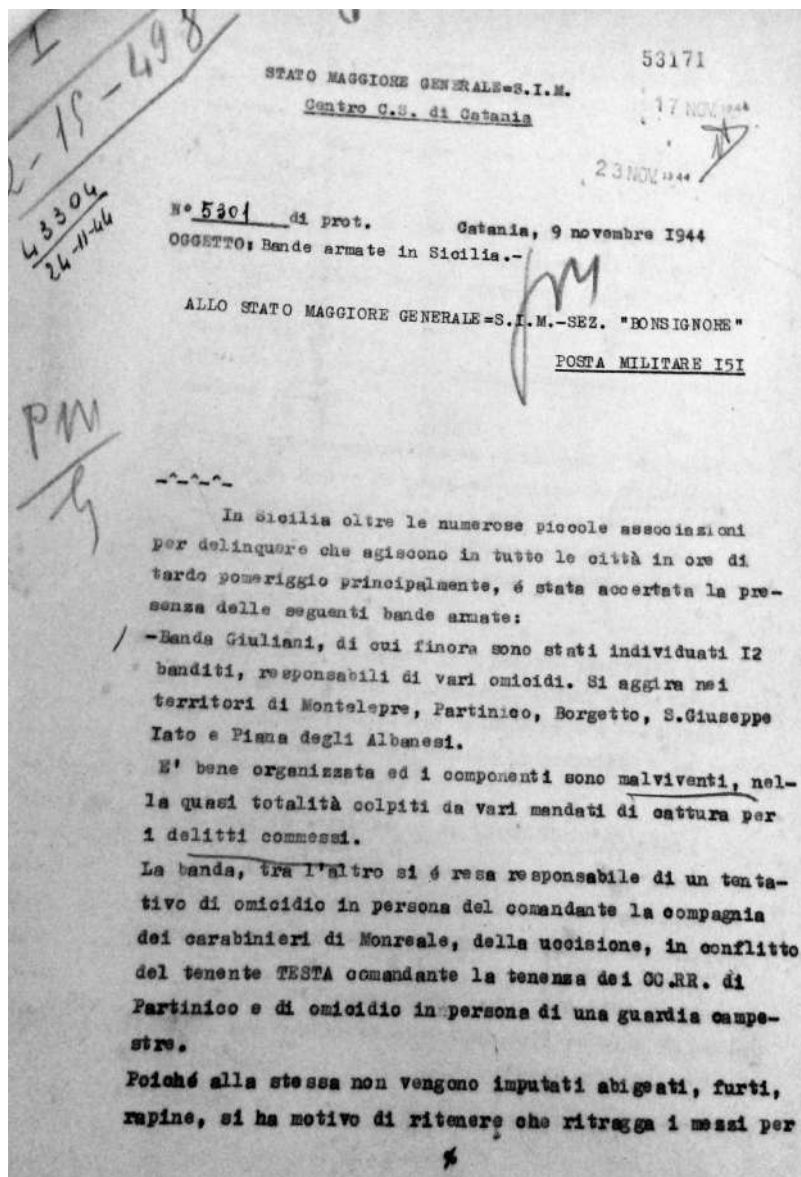 1
2-15-498
43304
24-11-44
53171
17 NOV. 1944
23 NOV. 1944
STATO MAGGIORE GENERALE=S.I.M.
Centro C.S. di Catania
N° 5301 di prot. Catania, 9 novembre 1944
OGGETTO: Bande armate in Sicilia.-
ALLO STATO MAGGIORE GENERALE=S.I.M.-SEZ. "BONSIGNORE"
POSTA MILITARE I5I
PM
-^-^-^-
In Sicilia oltre le numerose piccole associazioni
per delinquere che agiscono in tutto le città in ore di
tardo pomeriggio principalmente, é stata accertata la pre-
senza delle seguenti bande armate:
-Banda Giuliani, di cui finora sono stati individuati I2
banditi, responsabili di vari omicidi. Si aggira nei
territori di Montelepre, Partinico, Borgetto, S.Giuseppe
Iato e Piana degli Albanesi.
E' bene organizzata ed i componenti sono malviventi, nel-
la quasi totalità colpiti da vari mandati di cattura per
i delitti commessi.
La banda, tra l'altro si é resa responsabile di un tenta-
tivo di omicidio in persona del comandante la compagnia
dei carabinieri di Monreale, della uccisione, in conflitto
del tenente TESTA comandante la tenenza dei CC.RR. di
Partinico e di omicidio in persona di una guardia campe-
stre.
Poiché alla stessa non vengono imputati abigeati, furti,
rapine, si ha motivo di ritenere che ritragga i mezzi per